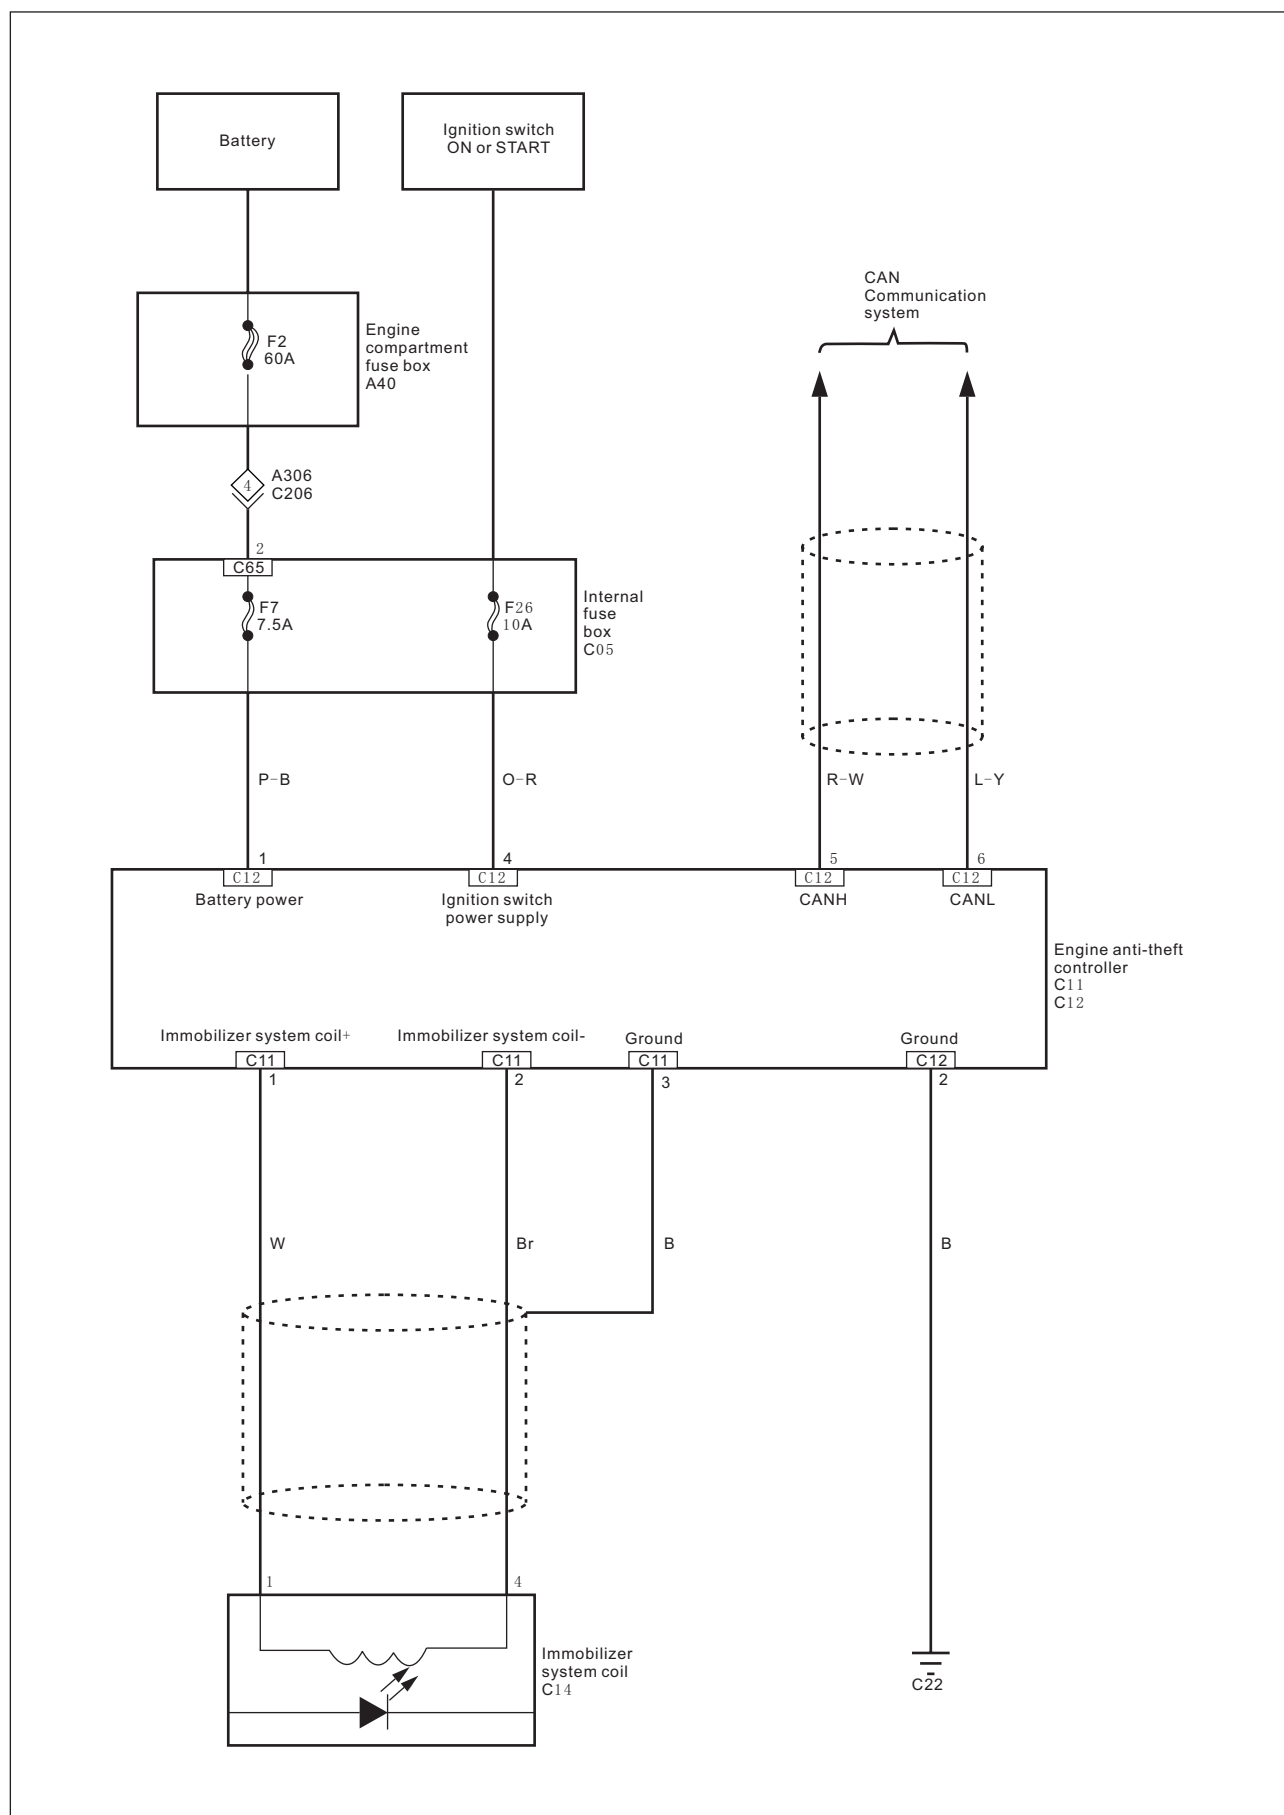 Battery
Ignition switch
ON or START
CAN
Communication
system
F2
60A
Engine
compartment
fuse box
A40
4
A306
C206
2
C65
F7
7.5A
F26
10A
Internal
fuse
box
C05
P-B
O-R
R-W
L-Y
1
4
5
6
C12
C12
C12
C12
Battery power
Ignition switch
power supply
CANH
CANL
Engine anti-theft
controller
C11
C12
Immobilizer system coil+
Immobilizer system coil-
Ground
Ground
C11
C11
C11
C12
1
2
3
2
W
Br
B
B
1
4
Immobilizer
system coil
C14
C22